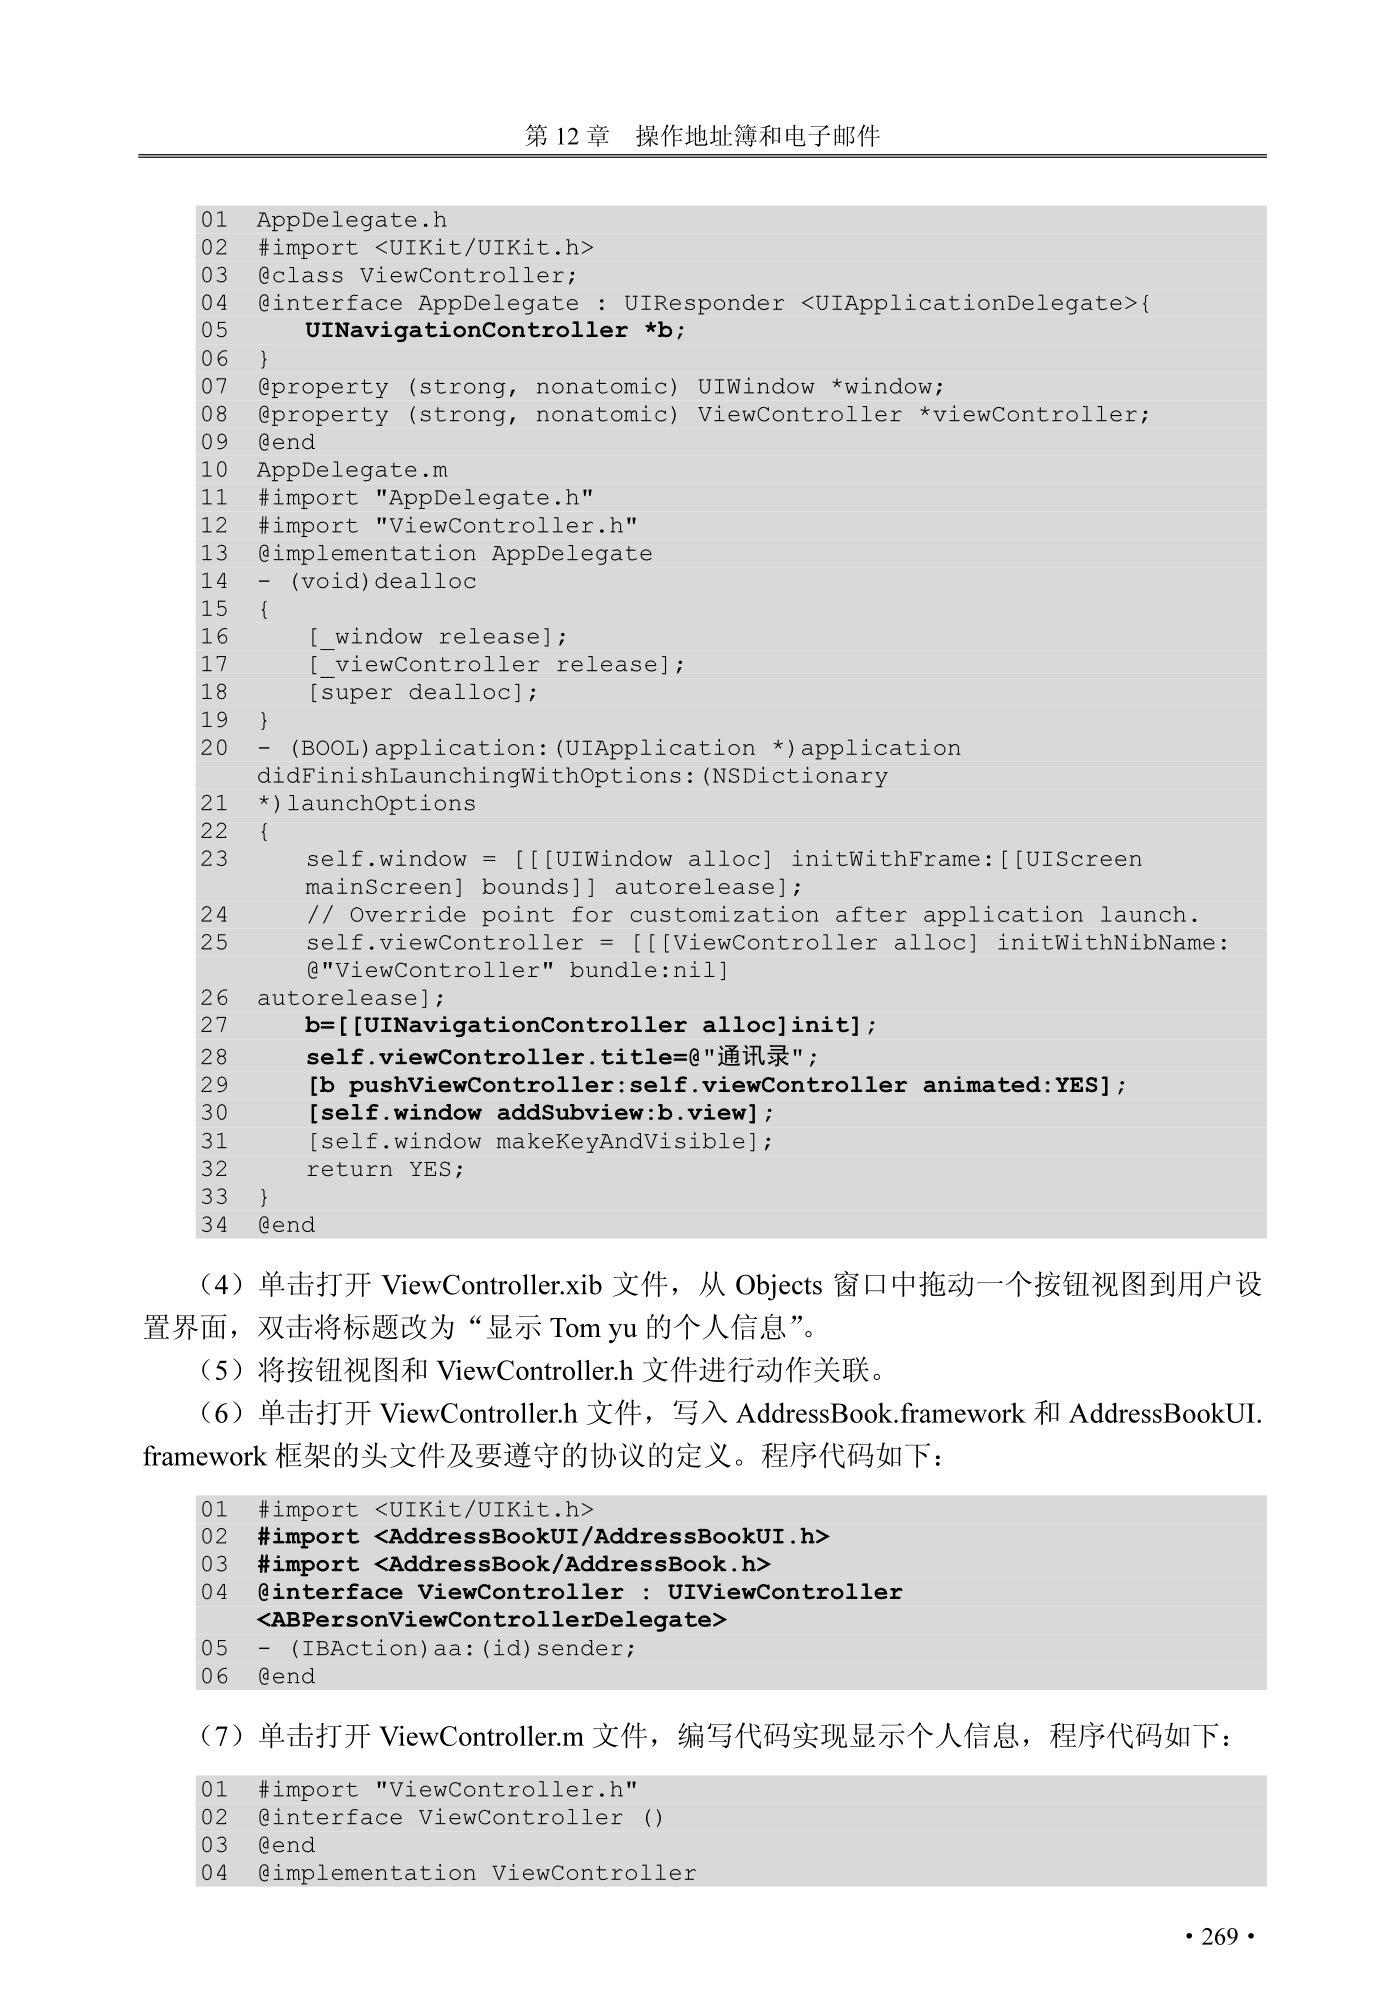 第 12 章　操作地址簿和电子邮件
01 AppDelegate.h
02 #import <UIKit/UIKit.h>
03 @class ViewController;
04 @interface AppDelegate : UIResponder <UIApplicationDelegate>{
05 UINavigationController *b;
06 }
07 @property (strong, nonatomic) UIWindow *window;
08 @property (strong, nonatomic) ViewController *viewController;
09 @end
10 AppDelegate.m
11 #import "AppDelegate.h"
12 #import "ViewController.h"
13 @implementation AppDelegate
14 - (void)dealloc
15 {
16 [_window release];
17 [_viewController release];
18 [super dealloc];
19 }
20 - (BOOL)application:(UIApplication *)application
didFinishLaunchingWithOptions:(NSDictionary
21 *)launchOptions
22 {
23 self.window = [[[UIWindow alloc] initWithFrame:[[UIScreen
mainScreen] bounds]] autorelease];
24 // Override point for customization after application launch.
25 self.viewController = [[[ViewController alloc] initWithNibName:
@"ViewController" bundle:nil]
26 autorelease];
27 b=[[UINavigationController alloc]init];
28 self.viewController.title=@"通讯录";
29 [b pushViewController:self.viewController animated:YES];
30 [self.window addSubview:b.view];
31 [self.window makeKeyAndVisible];
32 return YES;
33 }
34 @end
（4）单击打开 ViewController.xib 文件，从 Objects 窗口中拖动一个按钮视图到用户设
置界面，双击将标题改为“显示 Tom yu 的个人信息”。
（5）将按钮视图和 ViewController.h 文件进行动作关联。
（6）单击打开 ViewController.h 文件，写入 AddressBook.framework 和 AddressBookUI.
framework 框架的头文件及要遵守的协议的定义。程序代码如下：
01 #import <UIKit/UIKit.h>
02 #import <AddressBookUI/AddressBookUI.h>
03 #import <AddressBook/AddressBook.h>
04 @interface ViewController : UIViewController
<ABPersonViewControllerDelegate>
05 - (IBAction)aa:(id)sender;
06 @end
（7）单击打开 ViewController.m 文件，编写代码实现显示个人信息，程序代码如下：
01 #import "ViewController.h"
02 @interface ViewController ()
03 @end
04 @implementation ViewController
• 269 •